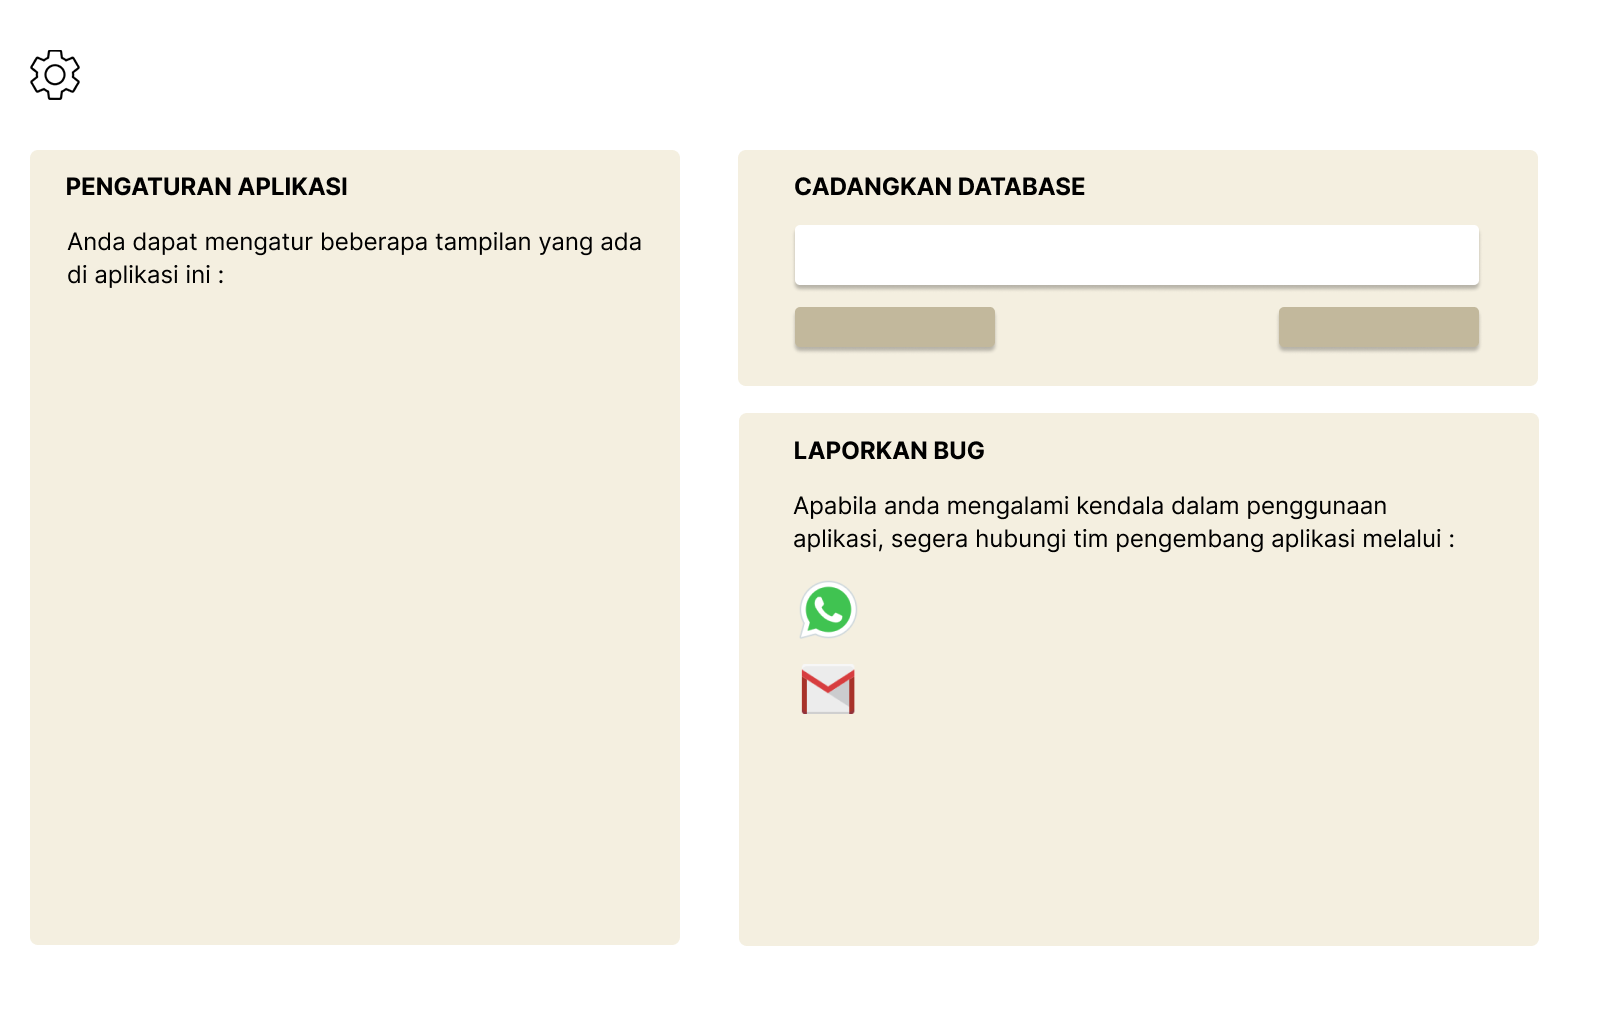 PENGATURAN APLIKASI
Anda dapat mengatur beberapa tampilan yang ada
di aplikasi ini :
CADANGKAN DATABASE
LAPORKAN BUG
Apabila anda mengalami kendala dalam penggunaan
aplikasi, segera hubungi tim pengembang aplikasi melalui :